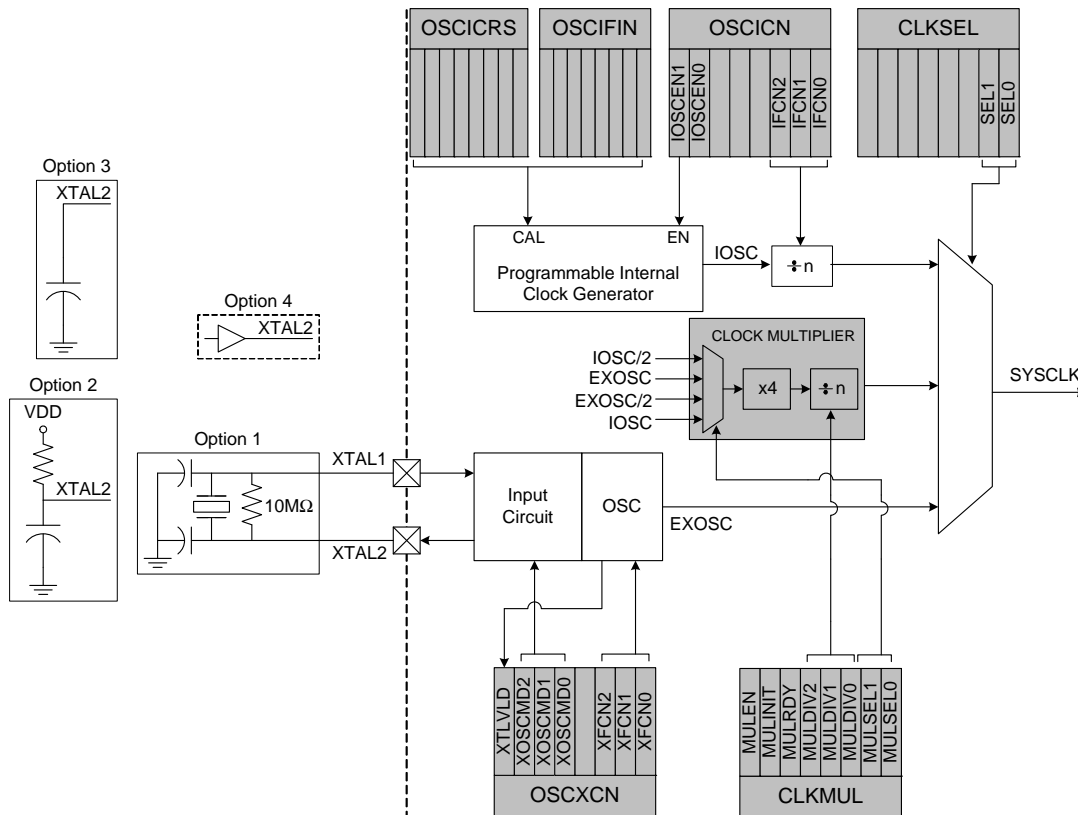 OSCICRS
OSCIFIN
OSCICN
CLKSEL
IOSCEN1
IOSCEN0
IFCN2
IFCN1
IFCN0
SEL1
SEL0
Option 3
XTAL2
CAL
EN
Programmable Internal
Clock Generator
IOSC
÷ n
Option 4
XTAL2
CLOCK MULTIPLIER
IOSC/2
EXOSC
EXOSC/2
IOSC
x4
÷ n
SYSCLK
Option 2
VDD
XTAL2
Option 1
10MΩ
XTAL1
XTAL2
Input
Circuit
OSC
EXOSC
XTLVLD
XOSCMD2
XOSCMD1
XOSCMD0
XFCN2
XFCN1
XFCN0
OSCXCN
MULEN
MULINIT
MULRDY
MULDIV2
MULDIV1
MULDIV0
MULSEL1
MULSEL0
CLKMUL